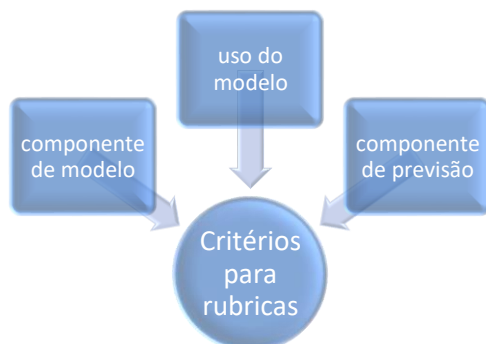 uso do
modelo
componente
de modelo
componente
de previsão
Critérios
para
rubricas